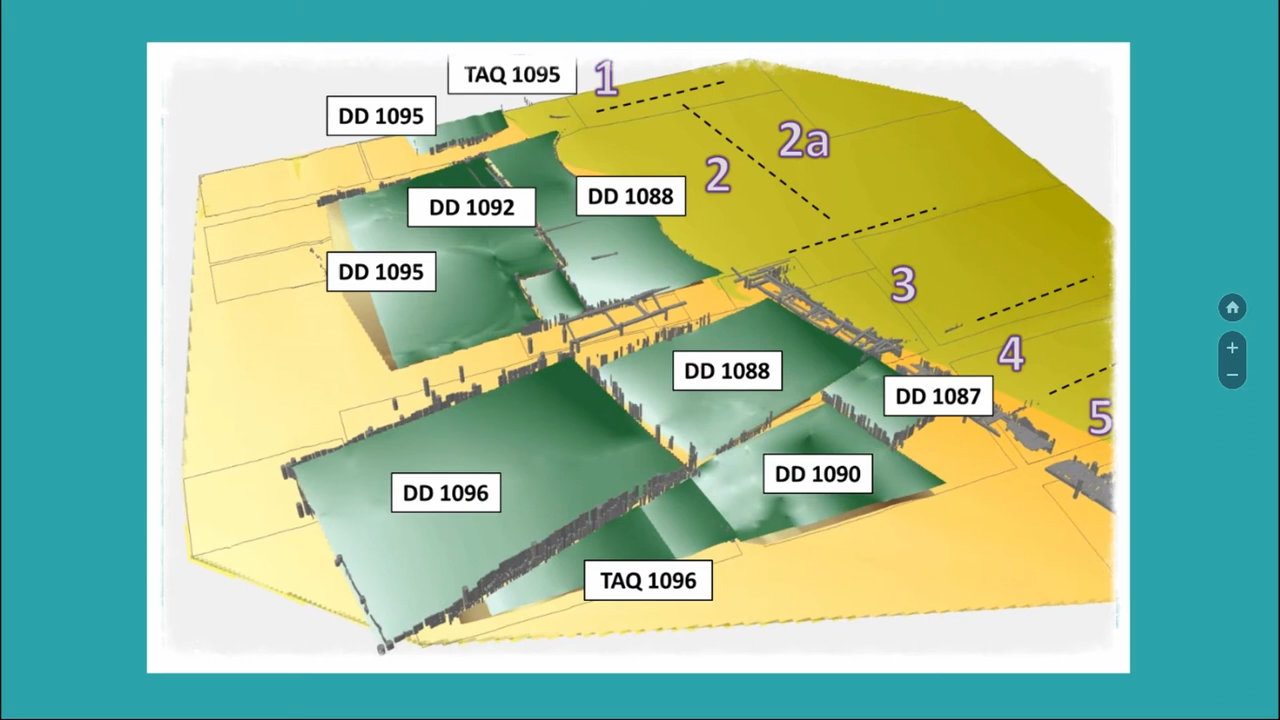 TAQ 1095
1
DD 1095
2a
2
DD 1088
DD 1092
DD 1095
3
4
DD 1088
DD 1087
5
DD 1090
DD 1096
TAQ 1096
+
−